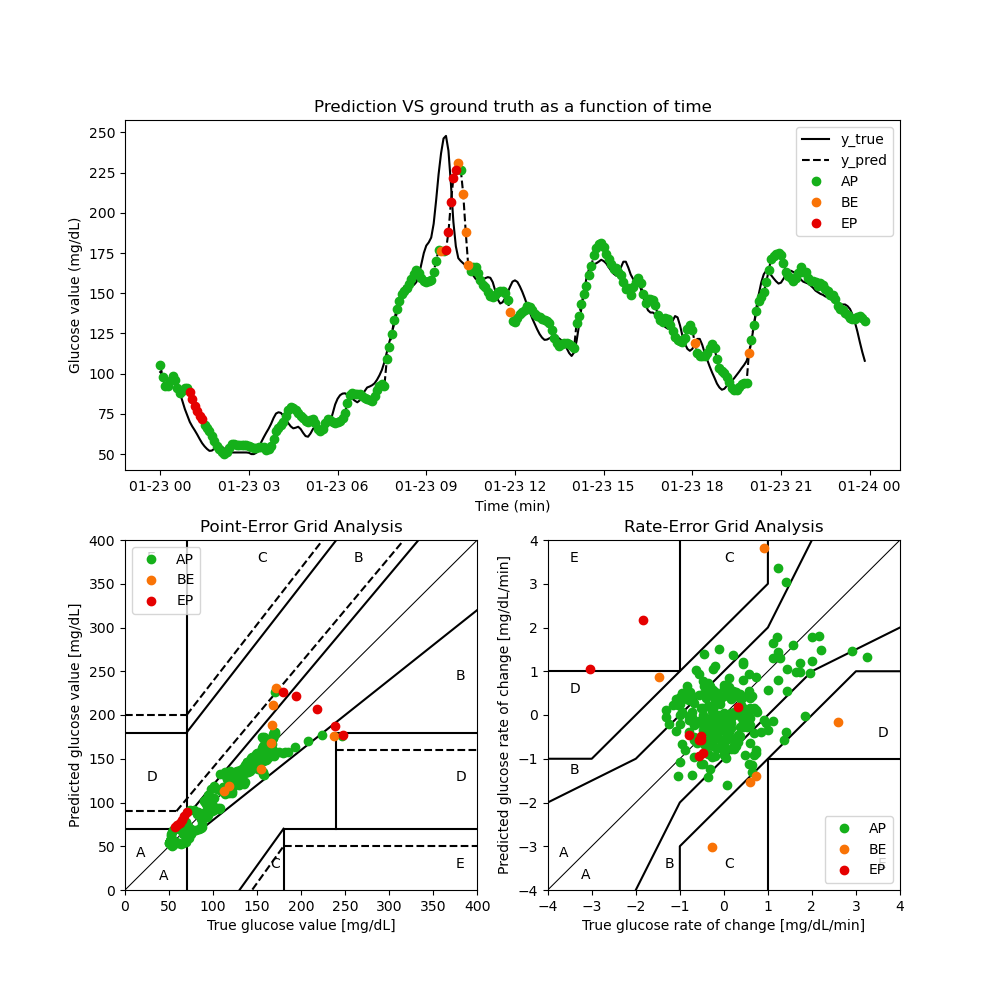 Prediction VS ground truth as a function of time
Glucose value (mg/dL)
250
225
200
175
150
125
100
75
50
y_true
y_pred
AP
BE
EP
01-23 00 01-23 03 01-23 06 01-23 09 01-23 12 01-23 15 01-23 18 01-23 21 01-24 00
Time (min)
Point-Error Grid Analysis
Predicted glucose value [mg/dL]
400
350
300
250
200
150
100
50
0
AP
BE
EP
C
B
B
D
D
A
A
C
E
0 50 100 150 200 250 300 350 400
True glucose value [mg/dL]
Rate-Error Grid Analysis
Predicted glucose rate of change [mg/dL/min]
4
3
2
1
0
−1
−2
−3
−4
E
C
D
D
B
A
A
B
C
AP
BE
EP
−4 −3 −2 −1 0 1 2 3 4
True glucose rate of change [mg/dL/min]